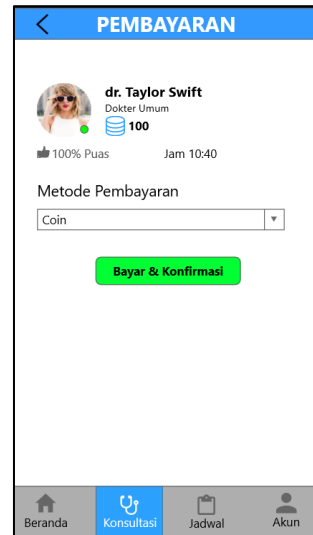 PEMBAYARAN
dr. Taylor Swift
Dokter Umum
100
100% Puas Jam 10:40
Metode Pembayaran
Coin
Bayar & Konfirmasi
Beranda Konsultasi Jadwal Akun